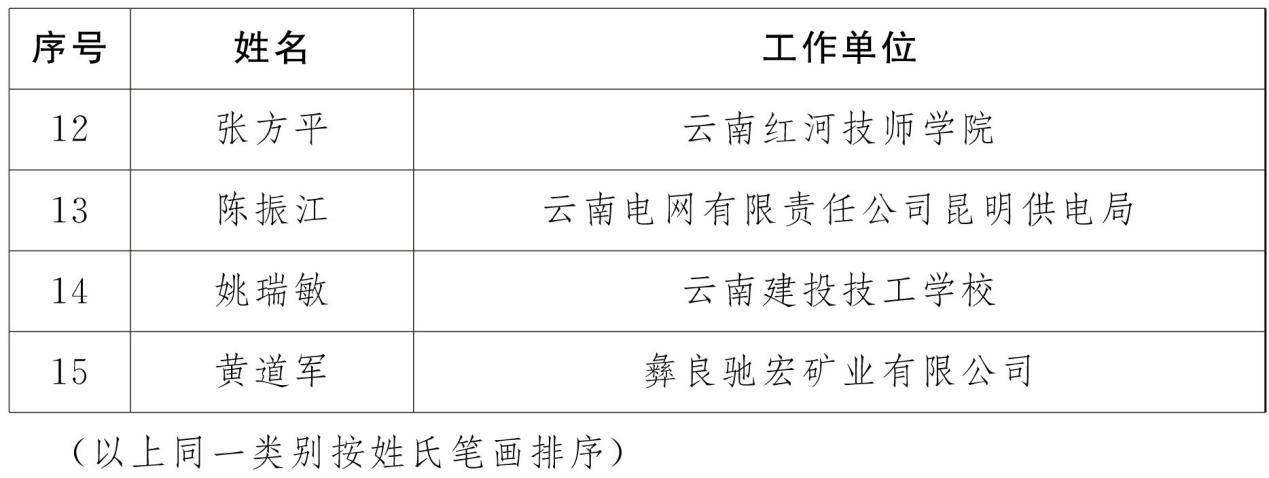 序号 姓名 工作单位
12 张方平 云南红河技师学院
13 陈振江 云南电网有限责任公司昆明供电局
14 姚瑞敏 云南建投技工学校
15 黄道军 彝良驰宏矿业有限公司
（以上同一类别按姓氏笔画排序）